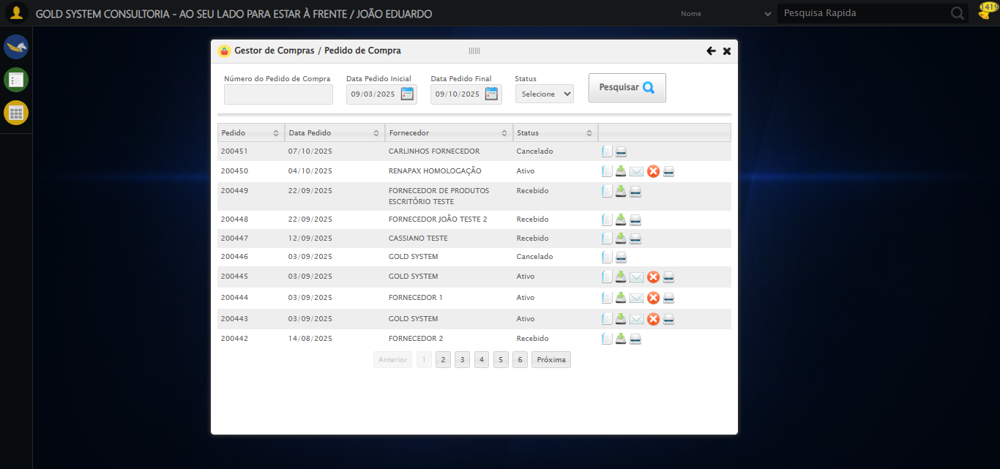 GOLD SYSTEM CONSULTORIA - AO SEU LADO PARA ESTAR À FRENTE / JOÃO EDUARDO
Nome
Pesquisa Rapida
1419
Gestor de Compras / Pedido de Compra
Número do Pedido de Compra Data Pedido Inicial Data Pedido Final Status
09/03/2025 09/10/2025 Selecione Pesquisar
Pedido Data Pedido Fornecedor Status
200451 07/10/2025 CARLINHOS FORNECEDOR Cancelado
200450 04/10/2025 RENAPAX HOMOLOGAÇÃO Ativo
200449 22/09/2025 FORNECEDOR DE PRODUTOS Recebido
ESCRITÓRIO TESTE
200448 22/09/2025 FORNECEDOR JOÃO TESTE 2 Recebido
200447 12/09/2025 CASSIANO TESTE Recebido
200446 03/09/2025 GOLD SYSTEM Cancelado
200445 03/09/2025 GOLD SYSTEM Ativo
200444 03/09/2025 FORNECEDOR 1 Ativo
200443 03/09/2025 GOLD SYSTEM Ativo
200442 14/08/2025 FORNECEDOR 2 Recebido
Anterior 1 2 3 4 5 6 Próxima